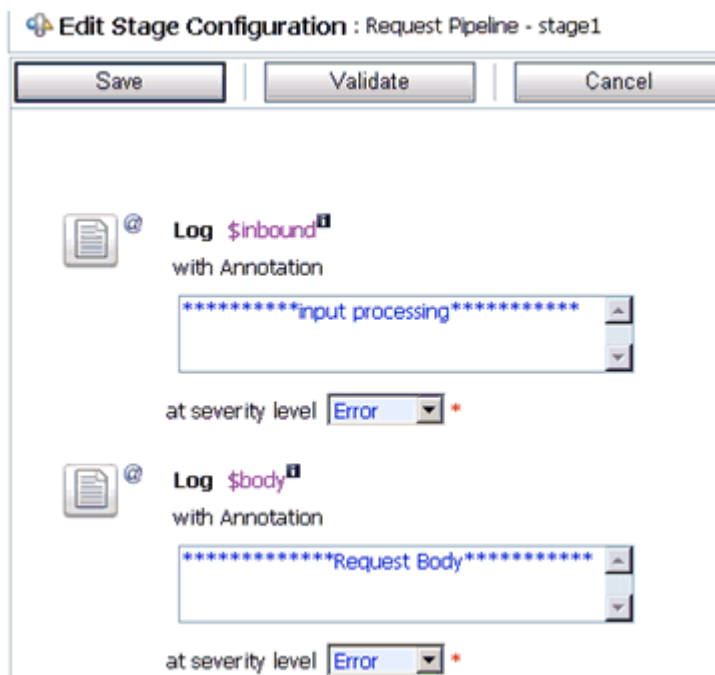 Edit Stage Configuration : Request Pipeline - stage1
Save Validate Cancel
@ Log $inbound
with Annotation
**********input processing***********
at severity level Error *
@ Log $body
with Annotation
*************Request Body***********
at severity level Error *